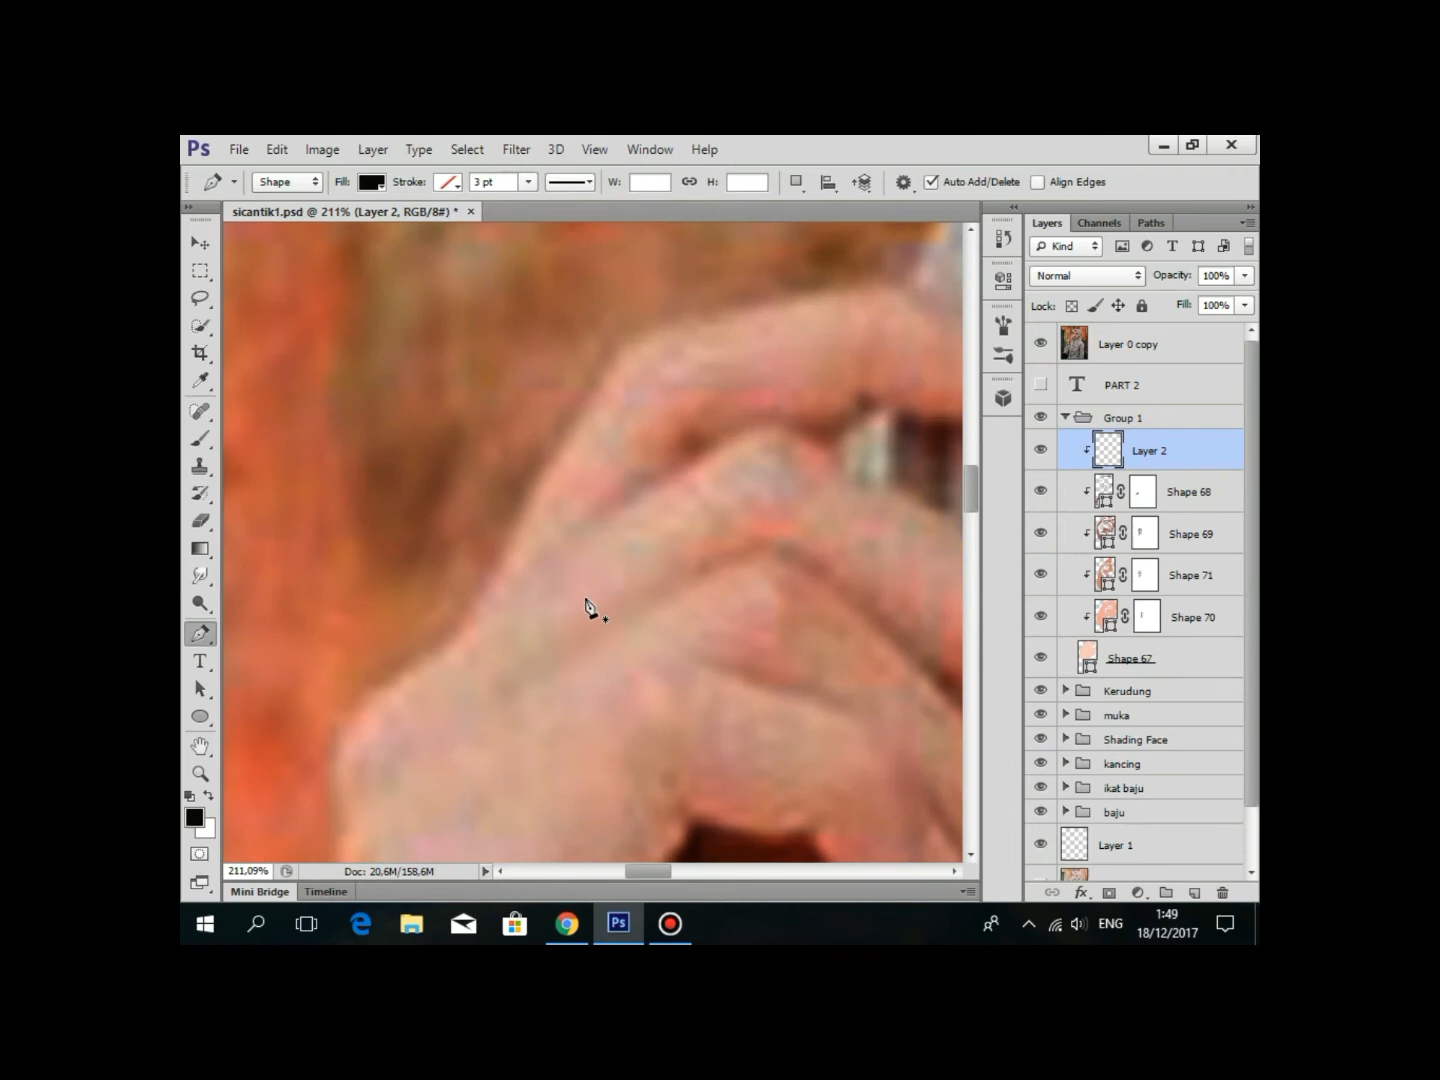 Ps File Edit Image Layer Type Select Filter 3D View Window Help
Shape Fill: Stroke: 3 pt W: H: Auto Add/Delete Align Edges
sicantik1.psd @ 211% (Layer 2, RGB/8#) * ×
Layers Channels Paths
Kind T
Normal Opacity: 100%
Lock: Fill: 100%
Layer 0 copy
T PART 2
Group 1
Layer 2
Shape 68
Shape 69
Shape 71
Shape 70
Shape 67
Kerudung
muka
Shading Face
kancing
ikat baju
baju
Layer 1
fx
211,09% Doc: 20,6M/158,6M
Mini Bridge Timeline
Ps ENG 1:49
18/12/2017